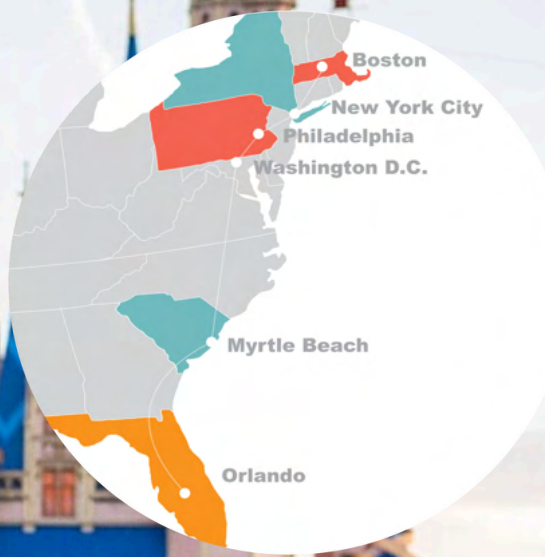 Boston
New York City
Philadelphia
Washington D.C.
Myrtle Beach
Orlando